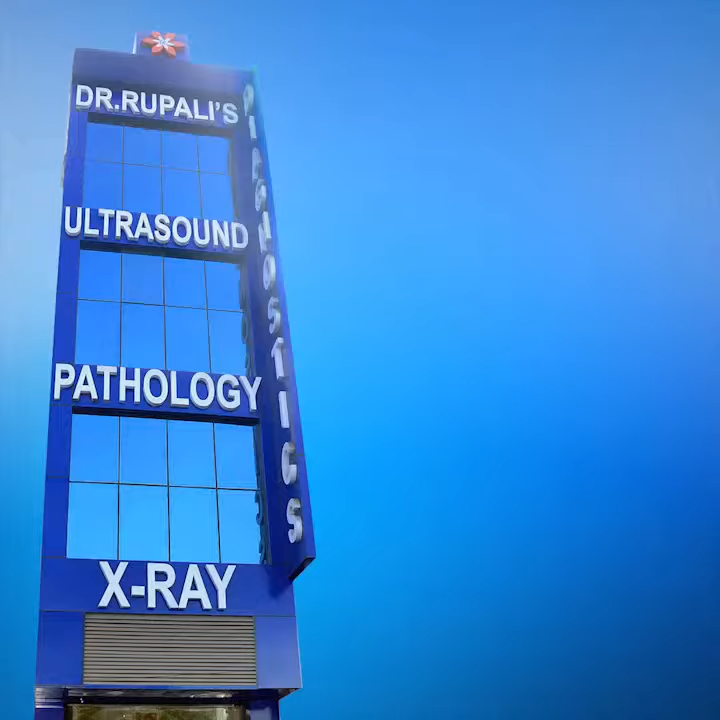 DR.RUPALI'S
ULTRASOUND
PATHOLOGY
X-RAY
DIAGNOSTICS